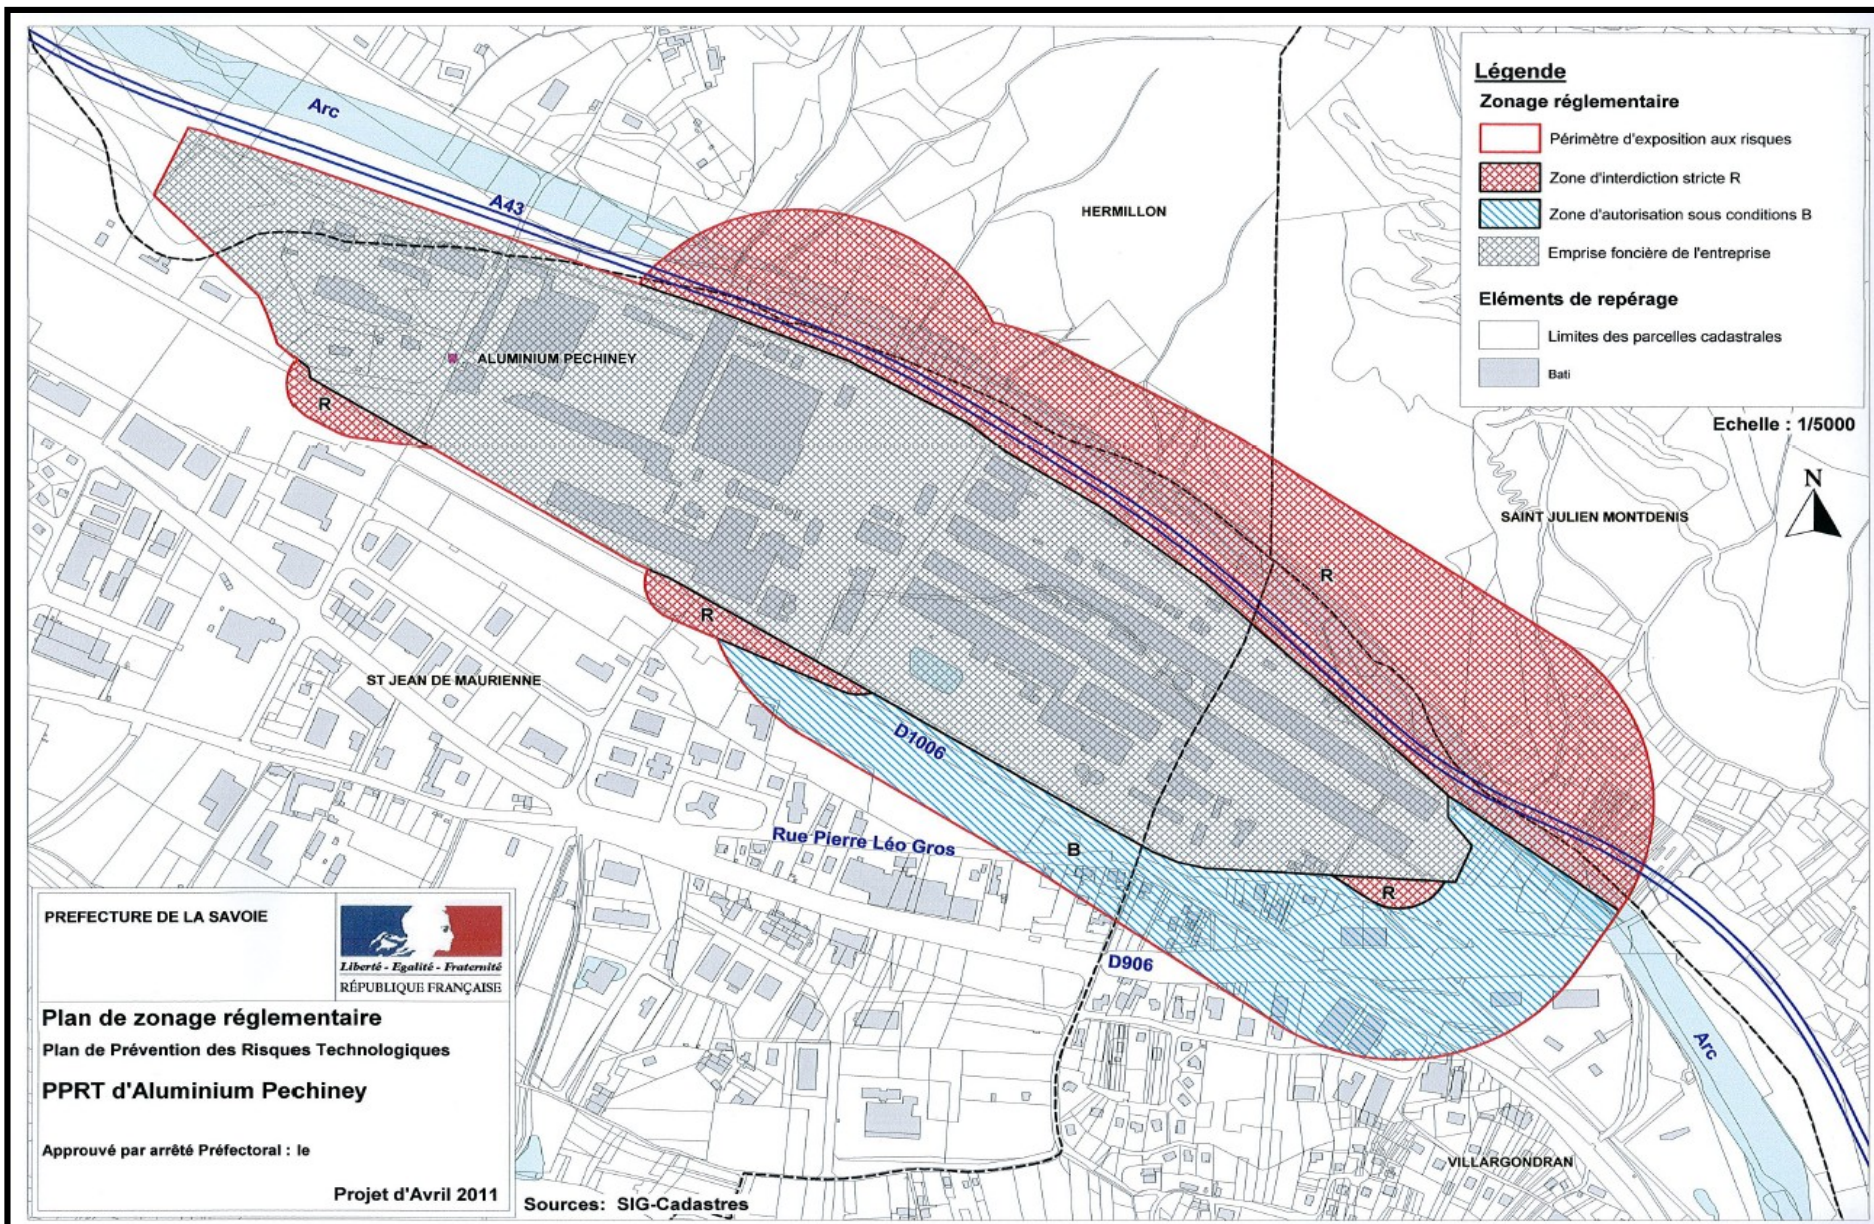 Légende
Zonage réglementaire
Périmètre d'exposition aux risques
Zone d'interdiction stricte R
Zone d'autorisation sous conditions B
Emprise foncière de l'entreprise
Eléments de repérage
Limites des parcelles cadastrales
Bati
Echelle : 1/5000
N
Arc
A43
HERMILLON
ALUMINIUM PECHINEY
R
SAINT JULIEN MONTDENIS
R
R
ST JEAN DE MAURIENNE
D1006
Rue Pierre Léo Gros
B
R
D906
Arc
VILLARGONDRAN
PREFECTURE DE LA SAVOIE
Liberté - Egalité - Fraternité
RÉPUBLIQUE FRANÇAISE
Plan de zonage réglementaire
Plan de Prévention des Risques Technologiques
PPRT d'Aluminium Pechiney
Approuvé par arrêté Préfectoral : le
Projet d'Avril 2011
Sources: SIG-Cadastres